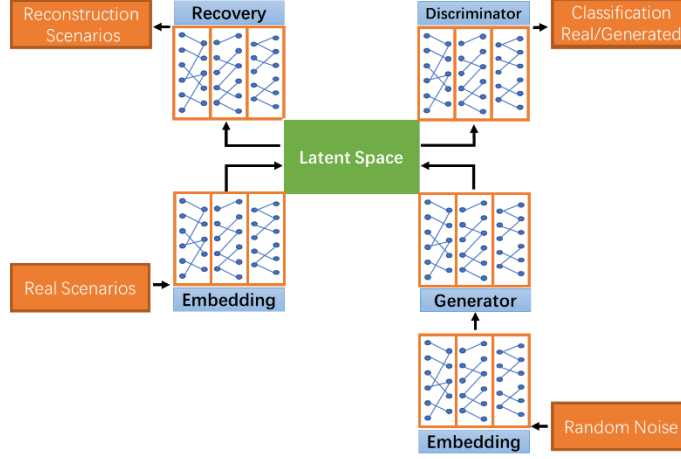 Reconstruction
Scenarios
Recovery
Discriminator
Classification
Real/Generated
Latent Space
Real Scenarios
Embedding
Generator
Embedding
Random Noise